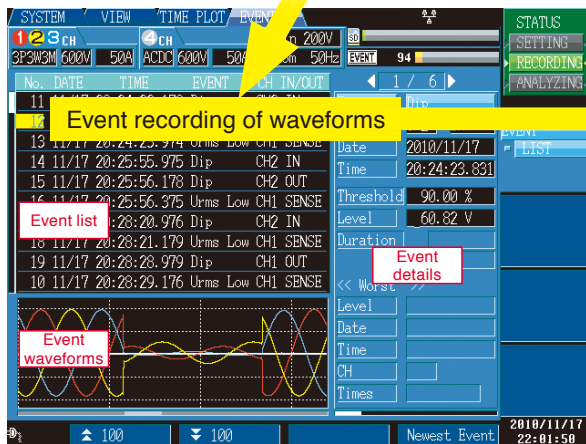 SYSTEM VIEW TIME PLOT EVENT
1 2 3 CH 4 CH 200V SD
3P3W3M 600V 50A ACDC 600V 50A 50Hz EVENT 94
No. DATE TIME EVENT CH IN/OUT 1 / 6
11 11/17 Dip
12
Event recording of waveforms
13 11/17 20:24:23.974 Urms Low CH1 SENSE
14 11/17 20:25:55.975 Dip CH2 IN
15 11/17 20:25:56.178 Dip CH2 OUT
16 11/17 20:25:56.375 Urms Low CH1 SENSE
Event list
20:28:20.976 Dip CH2 IN
18 11/17 20:28:21.179 Urms Low CH1 SENSE
19 11/17 20:28:28.979 Dip CH1 OUT
10 11/17 20:28:29.176 Urms Low CH1 SENSE
Dip
Date 2010/11/17
Time 20:24:23.831
Threshold 90.00 %
Level 60.82 V
Duration
Event
details
<< Worst >>
Level
Date
Time
CH
Times
Event
waveforms
STATUS
SETTING
RECORDING
ANALYZING
EVENT
LIST
100 100 Newest Event
2010/11/17
22:01:50